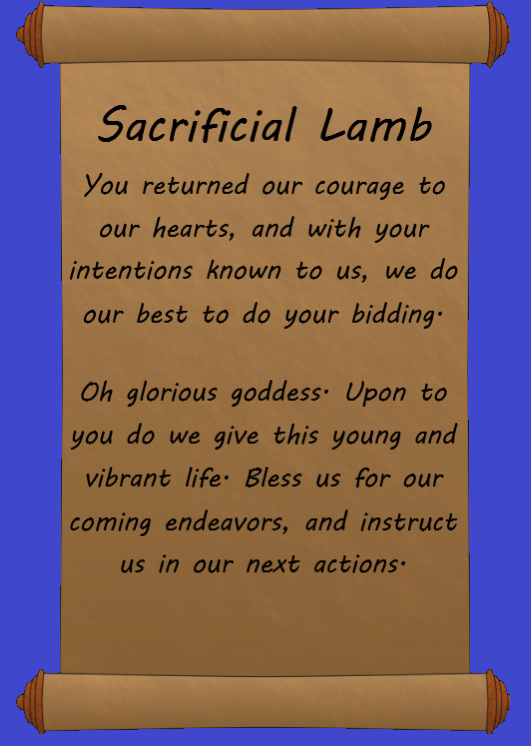 Sacrificial Lamb
You returned our courage to
our hearts, and with your
intentions known to us, we do
our best to do your bidding.
Oh glorious goddess. Upon to
you do we give this young and
vibrant life. Bless us for our
coming endeavors, and instruct
us in our next actions.